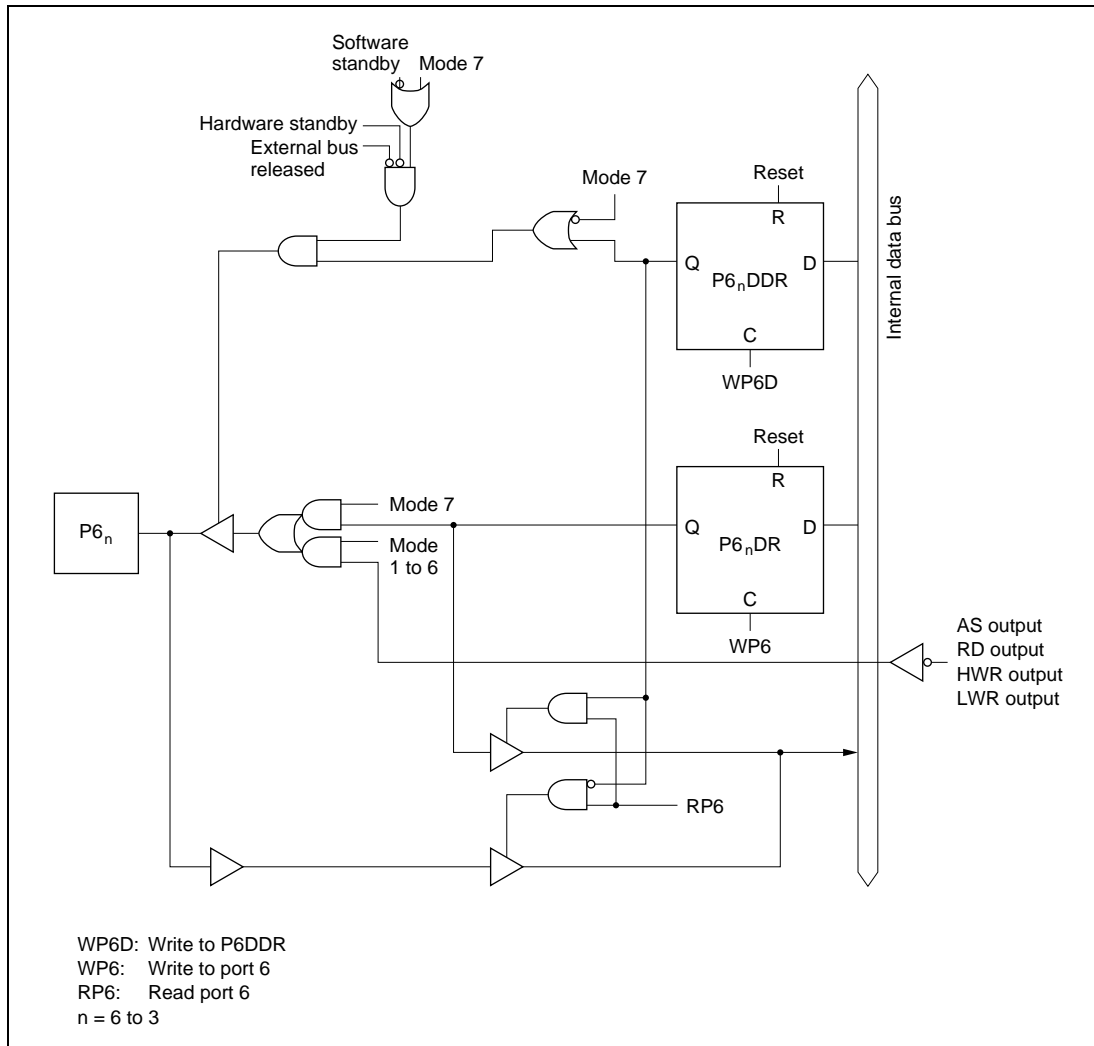 Software
standby Mode 7
Hardware standby
External bus
released
Mode 7
Reset
R
Q P6nDDR D
C
WP6D
Internal data bus
Reset
R
P6n
Mode 7
Q P6nDR D
Mode
1 to 6
C
WP6
AS output
RD output
HWR output
LWR output
RP6
WP6D: Write to P6DDR
WP6: Write to port 6
RP6: Read port 6
n = 6 to 3